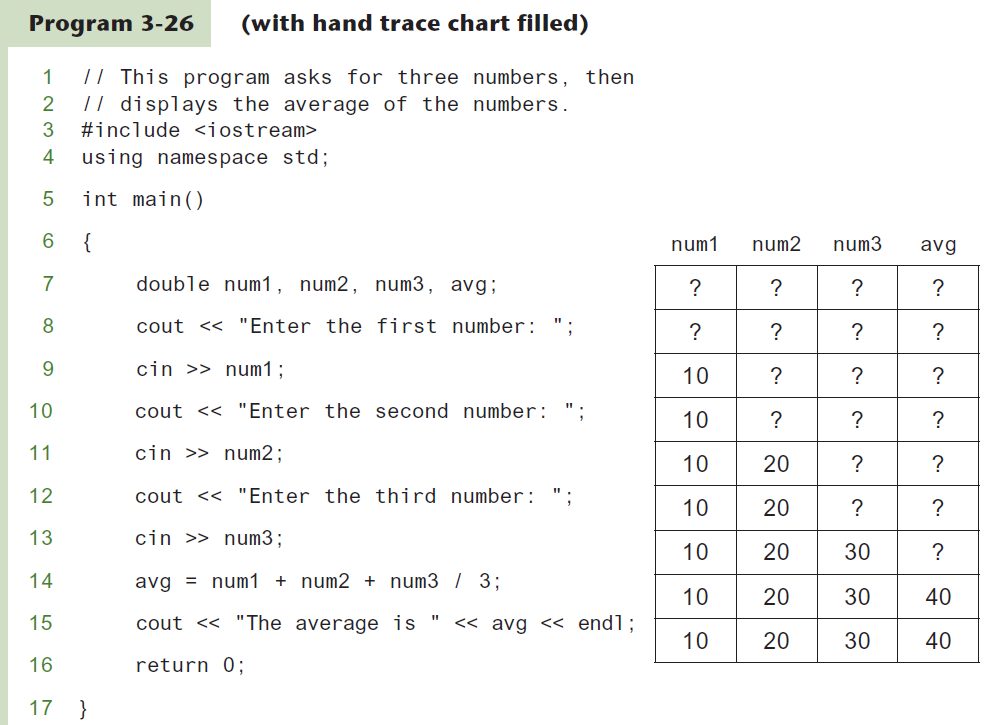 Program 3-26 (with hand trace chart filled)
1 // This program asks for three numbers, then
2 // displays the average of the numbers.
3 #include <iostream>
4 using namespace std;
5 int main()
6 {
num1 num2 num3 avg
7 double num1, num2, num3, avg; ? ? ? ?
8 cout << "Enter the first number: "; ? ? ? ?
9 cin >> num1; 10 ? ? ?
10 cout << "Enter the second number: "; 10 ? ? ?
11 cin >> num2; 10 20 ? ?
12 cout << "Enter the third number: "; 10 20 ? ?
13 cin >> num3; 10 20 30 ?
14 avg = num1 + num2 + num3 / 3; 10 20 30 40
15 cout << "The average is " << avg << endl; 10 20 30 40
16 return 0;
17 }